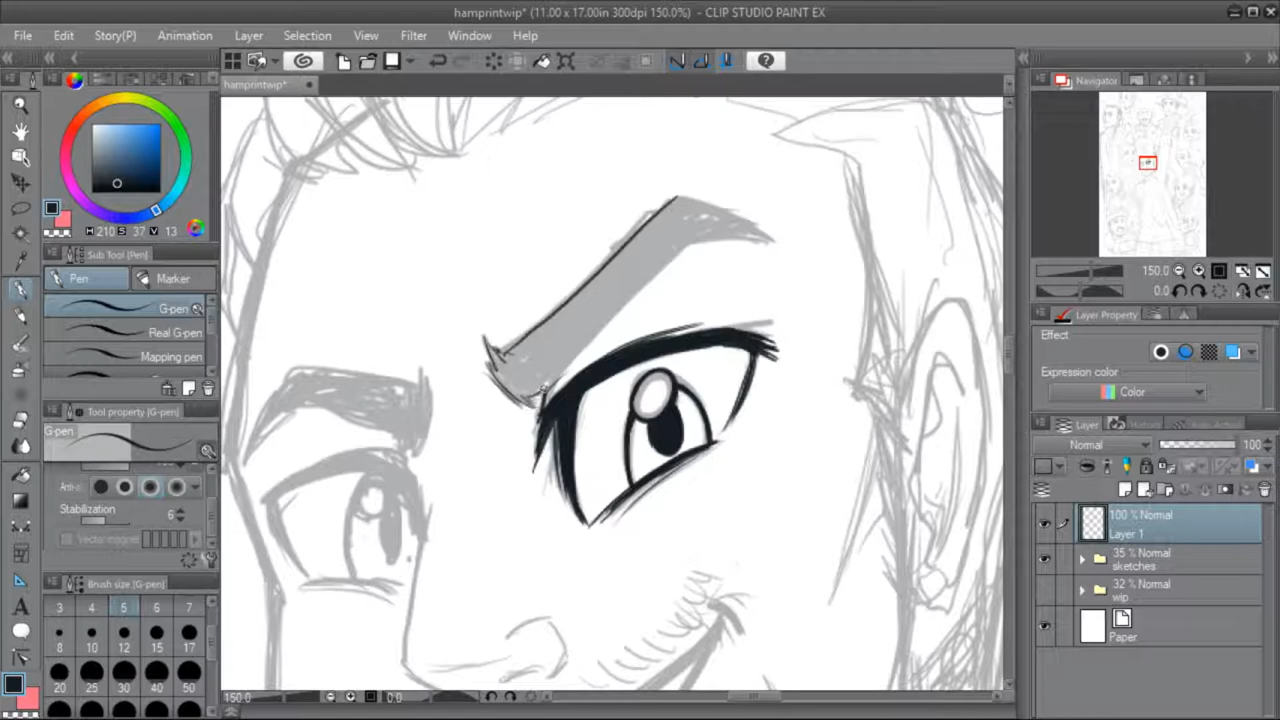 hamprintwip* (11.00 x 17.00in 300dpi 150.0%) - CLIP STUDIO PAINT EX
File Edit Story(P) Animation Layer Selection View Filter Window Help
hamprintwip*
Navigator
H 210 S 37 V 13
Sub Tool [Pen]
Pen Marker
G-pen
Real G-pen
Mapping pen
Tool property [G-pen]
G-pen
Stabilization 6
Brush size [G-pen]
3 4 5 6 7
8 10 12 15 17
20 25 30 40 50
150.0 0.0
150.0
0.0
Layer Property
Effect
Expression color
Color
Layer
Normal 100
100 % Normal
Layer 1
35 % Normal
sketches
32 % Normal
wip
Paper